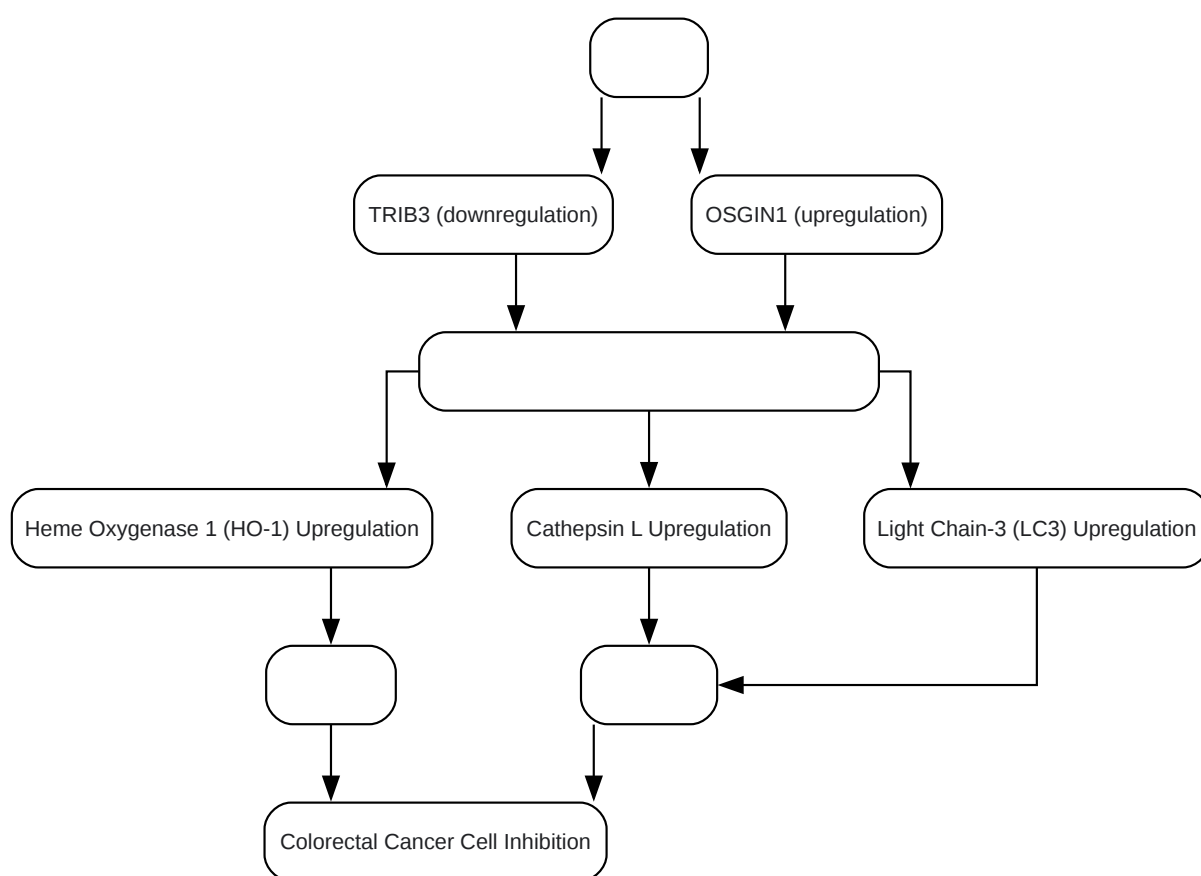 TRIB3 (downregulation)
OSGIN1 (upregulation)
Heme Oxygenase 1 (HO-1) Upregulation
Cathepsin L Upregulation
Light Chain-3 (LC3) Upregulation
Colorectal Cancer Cell Inhibition